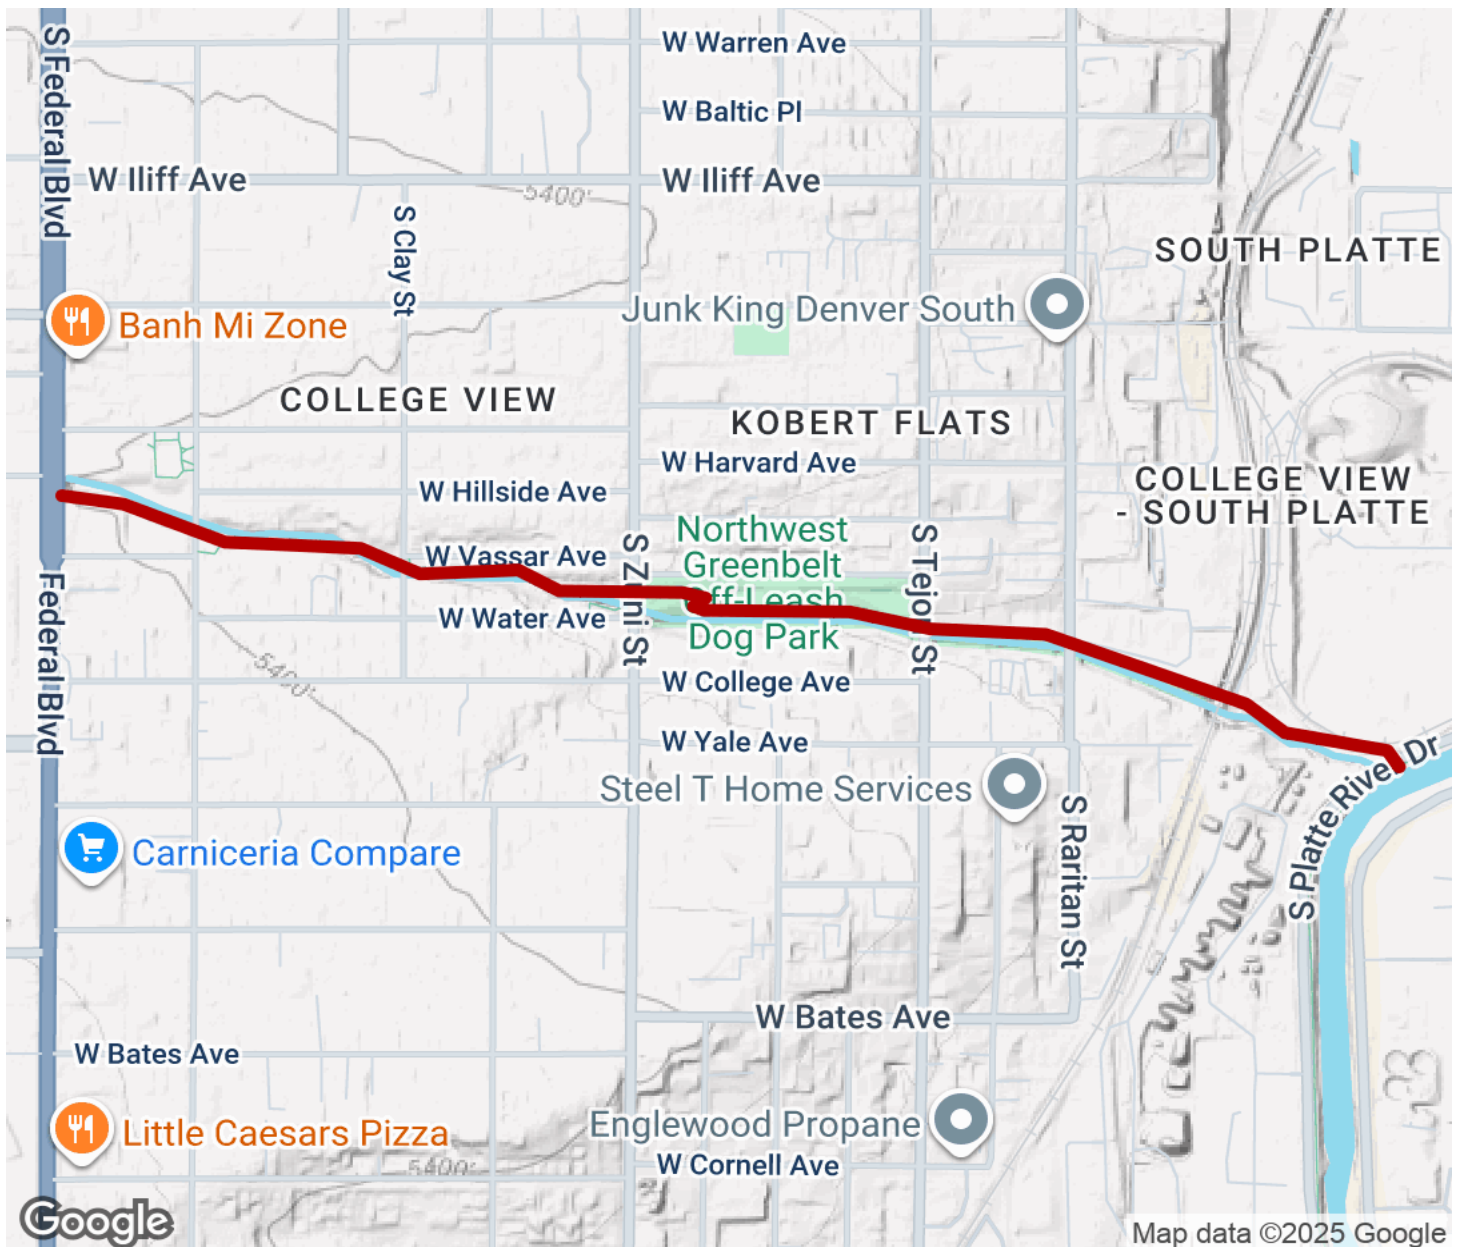 S Federal Blvd
W Warren Ave
W Baltic Pl
W Iliff Ave
W Iliff Ave
5400'
S Clay St
SOUTH PLATTE
Junk King Denver South
Banh Mi Zone
COLLEGE VIEW
KOBERT FLATS
W Harvard Ave
COLLEGE VIEW
- SOUTH PLATTE
W Hillside Ave
Northwest
Greenbelt
Off-Leash
Dog Park
S Zuni St
S Tejon St
W Vassar Ave
W Water Ave
Federal Blvd
5400'
W College Ave
W Yale Ave
S Platte River Dr
Steel T Home Services
S Raritan St
Carniceria Compare
W Bates Ave
W Bates Ave
Englewood Propane
Little Caesars Pizza
5400'
W Cornell Ave
Google
Map data ©2025 Google